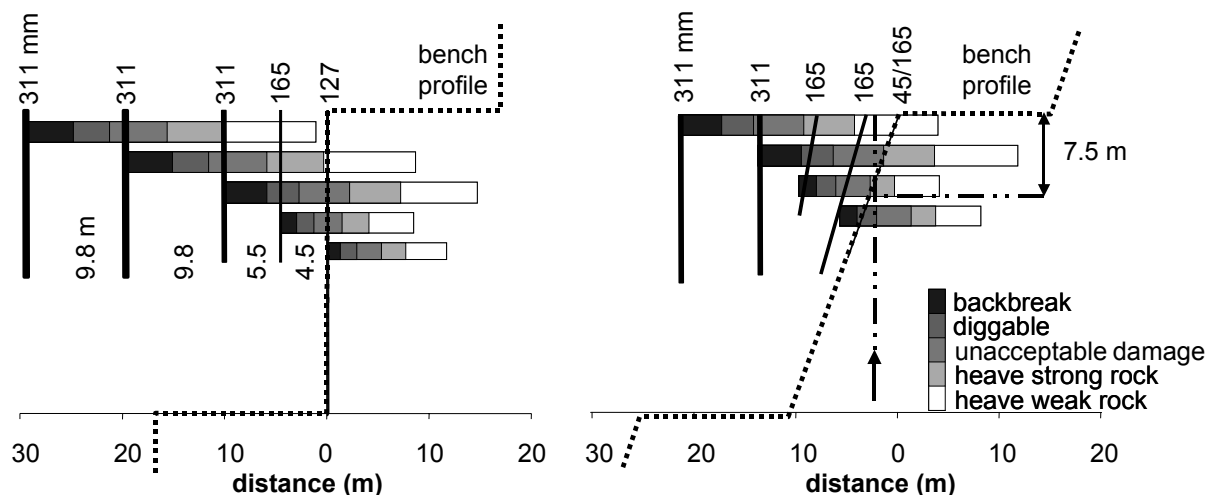 311 mm
311
311
165
127
bench
profile
9.8 m
9.8
5.5
4.5
30
20
10
0
10
20
distance (m)
311 mm
311
165
165
45/165
bench
profile
7.5 m
backbreak
diggable
unacceptable damage
heave strong rock
heave weak rock
30
20
10
0
10
20
distance (m)